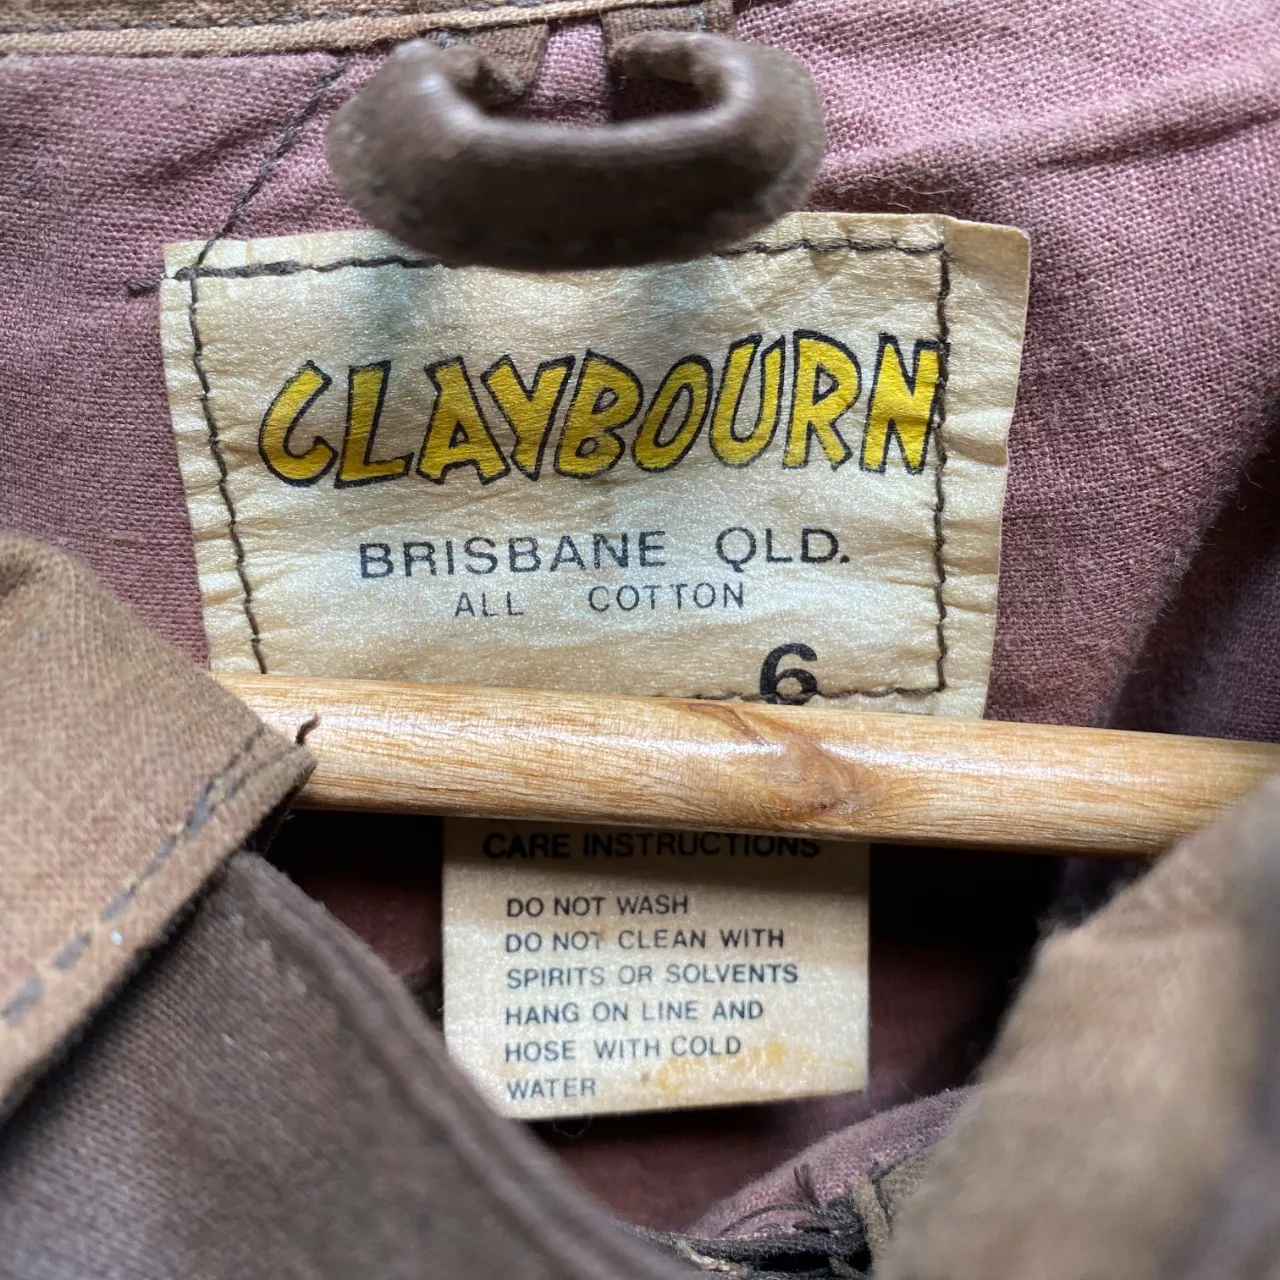 CLAYBOURN
BRISBANE QLD.
ALL COTTON
6
CARE INSTRUCTIONS
DO NOT WASH
DO NOT CLEAN WITH
SPIRITS OR SOLVENTS
HANG ON LINE AND
HOSE WITH COLD
WATER